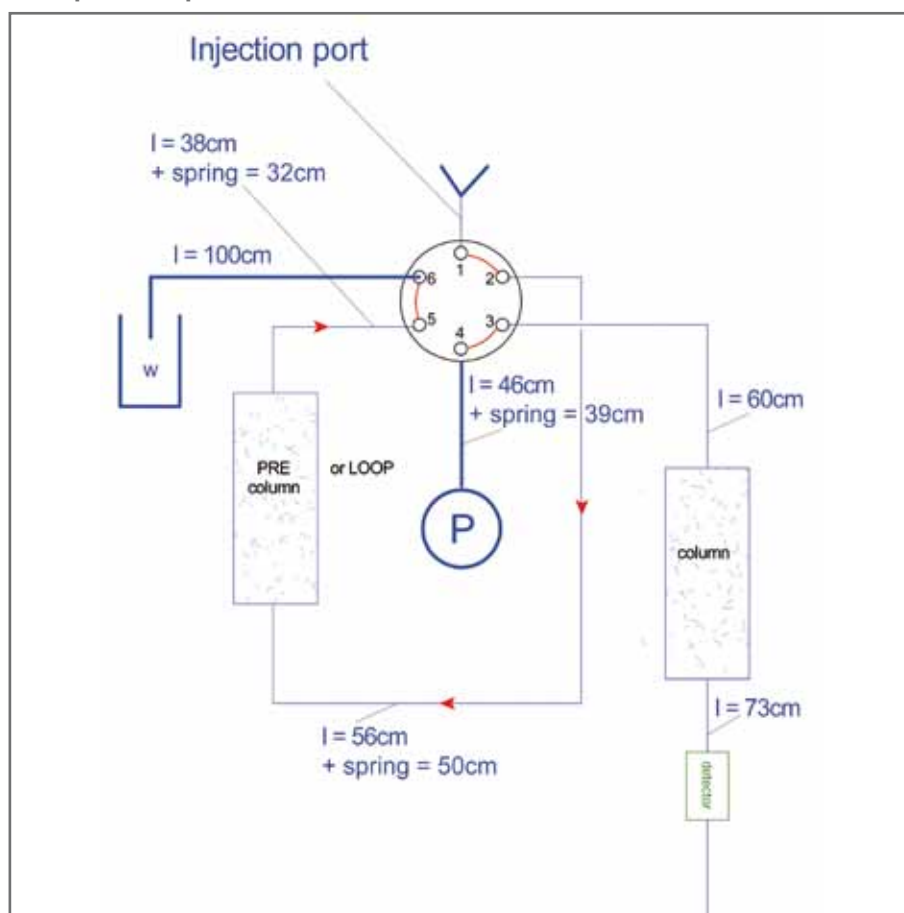 Injection port
l = 38cm
+ spring = 32cm
l = 100cm
1
6
2
5
3
4
w
l = 46cm
+ spring = 39cm
l = 60cm
PRE
column
or LOOP
P
column
l = 56cm
+ spring = 50cm
l = 73cm
detector